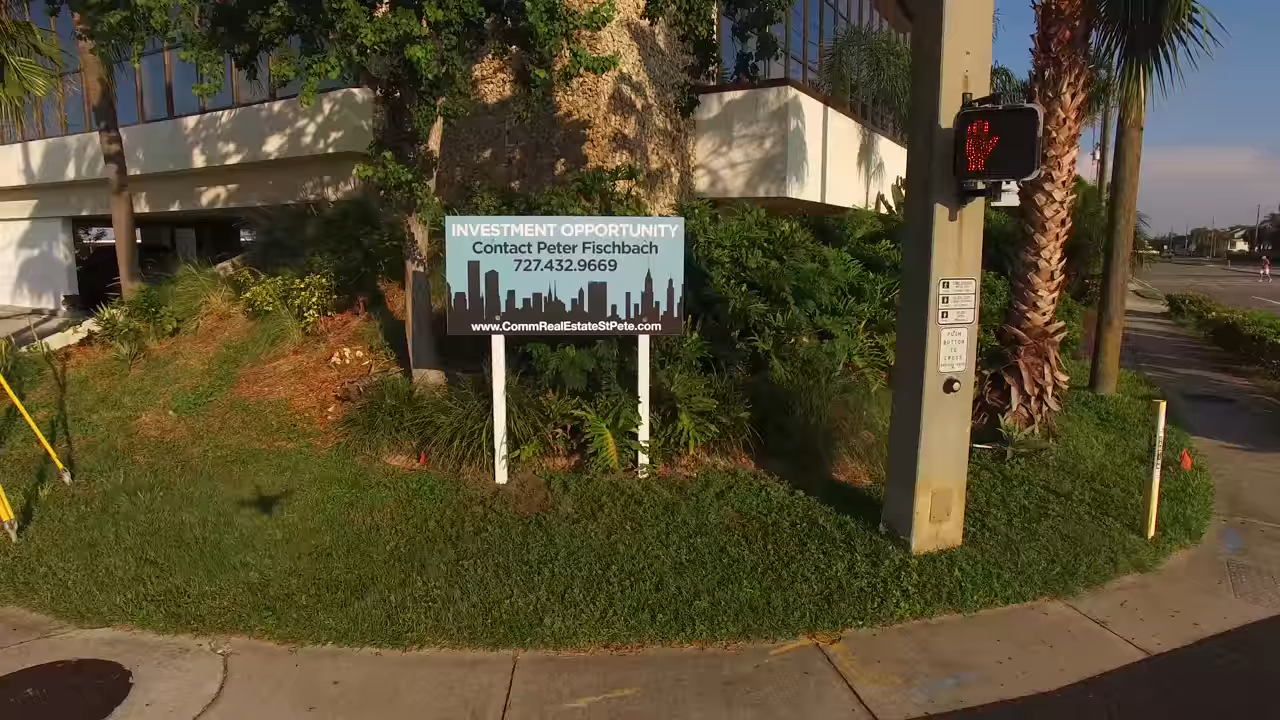 INVESTMENT OPPORTUNITY
Contact Peter Fischbach
727.432.9669
www.CommRealEstateStPete.com
PUSH
BUTTON
TO
CROSS